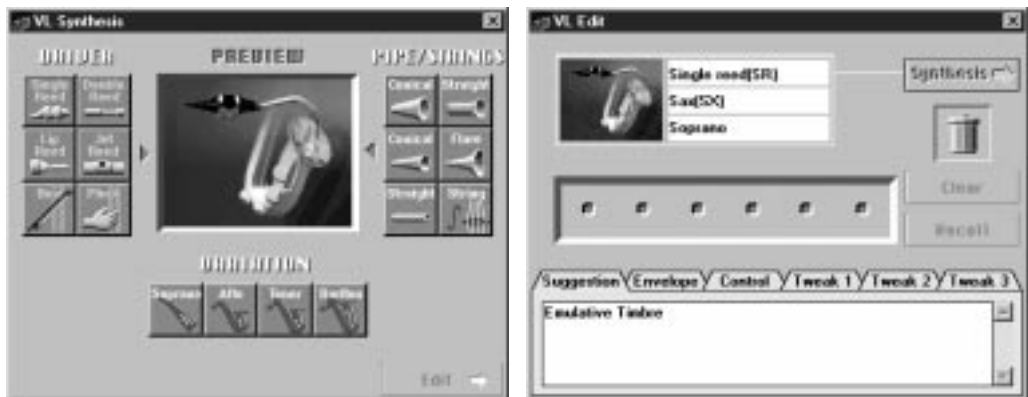 VL Synthesis
DRIVER
PREVIEW
PIPE/STRINGS
Single Reed
Double Reed
Conical
Straight
Lip Reed
Jet Reed
Conical
Flare
Bow
Pluck
Straight
String
VARIATION
Soprano
Alto
Tenor
Edit
VL Edit
Single reed(SR)
Sax(SX)
Soprano
Synthesis
Clear
Recall
Suggestion Envelope Control Tweak 1 Tweak 2 Tweak 3
Emulative Timbre